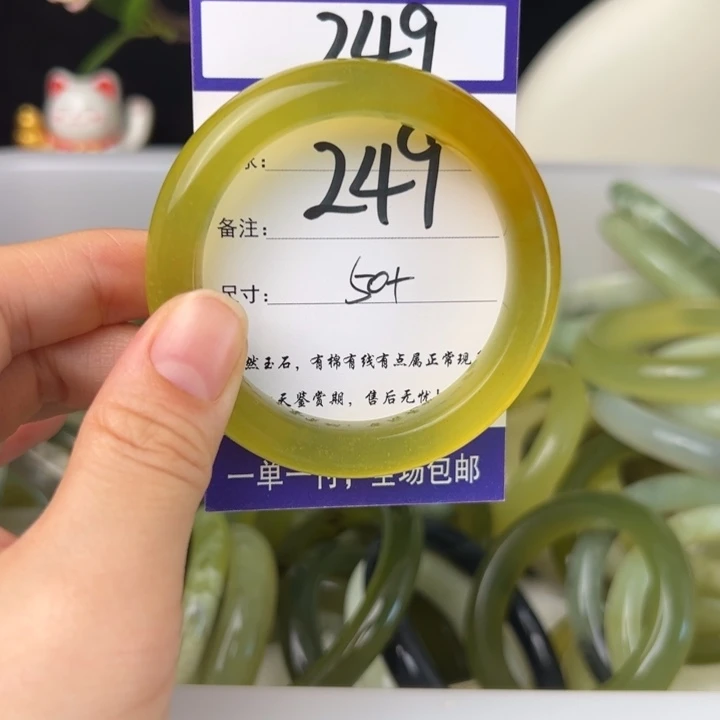 249
249
备注：
尺寸： 50+
然玉石，有棉有线有点属正常现
天鉴赏期，售后无忧！
一单一付，全场包邮